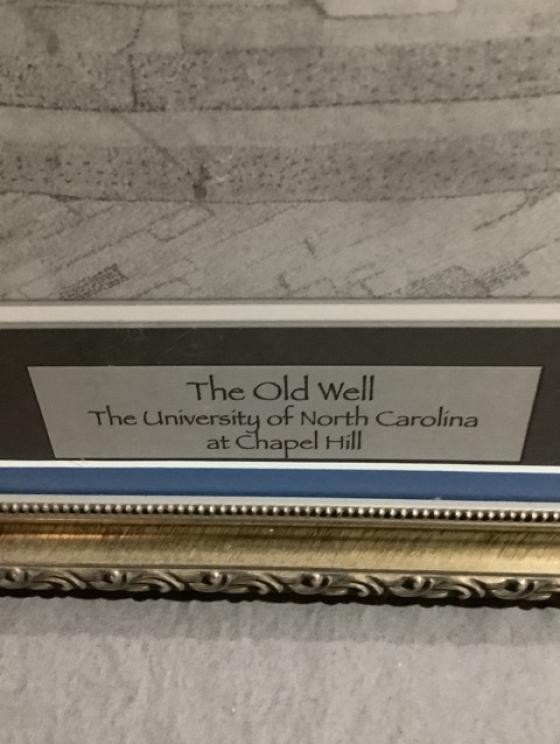 The Old Well
The University of North Carolina
at Chapel Hill